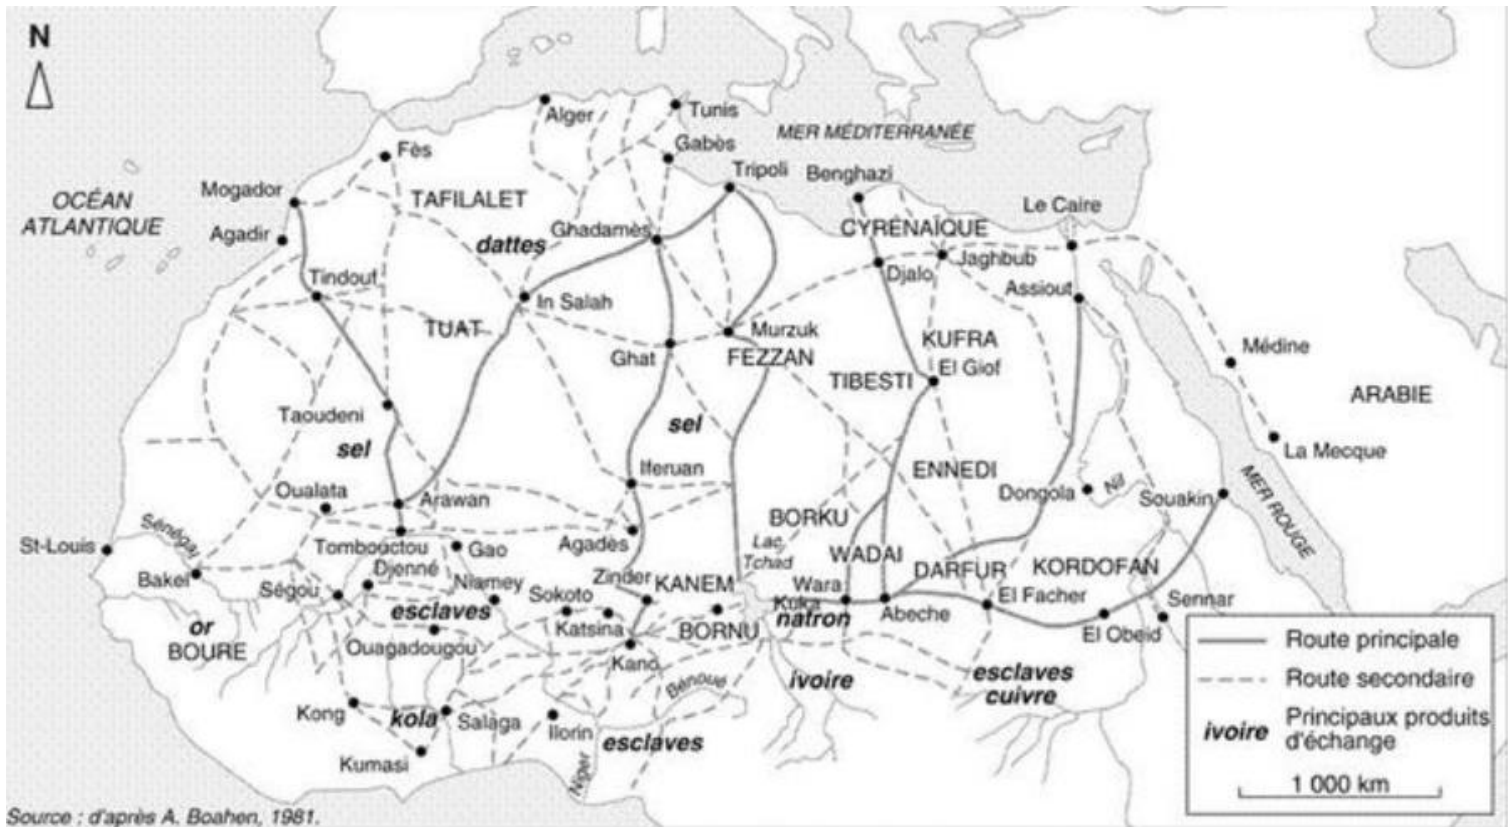 N
Alger
Tunis
MER MÉDITERRANÉE
Gabès
Fès
Tripoli
Benghazi
Mogador
OCÉAN
ATLANTIQUE
TAFILALET
Le Caire
Agadir
dattes
Ghadamès
CYRÉNAÏQUE
Jaghbub
Djalo
Tindouf
In Salah
Assiout
TUAT
Murzuk
KUFRA
Médine
Ghat
FEZZAN
El Giof
TIBESTI
ARABIE
Taoudeni
sel
sel
La Mecque
Iferuan
ENNEDI
MER ROUGE
Oualata
Arawan
Dongola
Nil
Souakin
Sénégal
BORKU
St-Louis
Tombouctou
Gao
Agadès
Lac
Tchad
WADAI
DARFUR
KORDOFAN
Bakel
Djenné
Ségou
Niamey
Zinder
KANEM
Wara
Sokoto
Kuka
El Facher
Sennar
esclaves
natron
Abeche
or
BOURE
Katsina
BORNU
El Obeid
Ouagadougou
Kano
Bénoué
ivoire
esclaves
cuivre
Kong
kola
Salaga
Ilorin
esclaves
Kumasi
Niger
Route principale
Route secondaire
ivoire
Principaux produits
d'échange
1 000 km
Source : d'après A. Boahen, 1981.